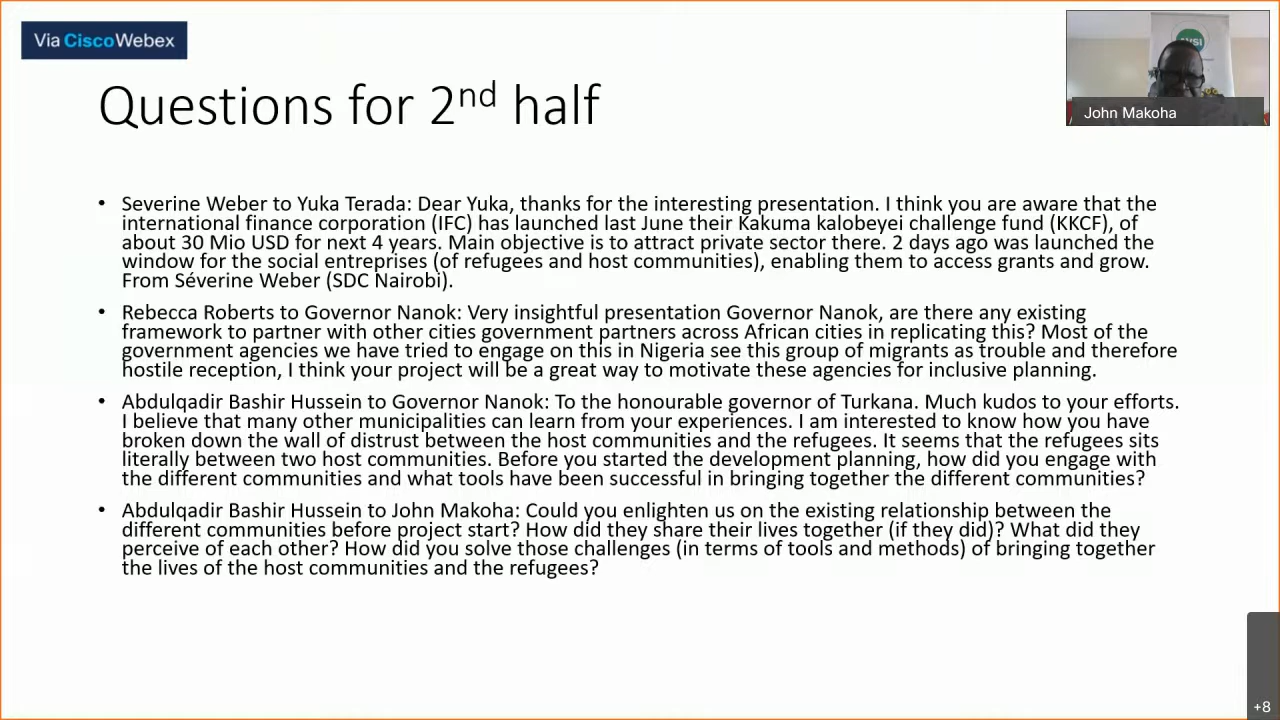 Via CiscoWebex
John Makoha
Questions for 2nd half
• Severine Weber to Yuka Terada: Dear Yuka, thanks for the interesting presentation. I think you are aware that the
international finance corporation (IFC) has launched last June their Kakuma kalobeyei challenge fund (KKCF), of
about 30 Mio USD for next 4 years. Main objective is to attract private sector there. 2 days ago was launched the
window for the social entreprises (of refugees and host communities), enabling them to access grants and grow.
From Séverine Weber (SDC Nairobi).
• Rebecca Roberts to Governor Nanok: Very insightful presentation Governor Nanok, are there any existing
framework to partner with other cities government partners across African cities in replicating this? Most of the
government agencies we have tried to engage on this in Nigeria see this group of migrants as trouble and therefore
hostile reception, I think your project will be a great way to motivate these agencies for inclusive planning.
• Abdulqadir Bashir Hussein to Governor Nanok: To the honourable governor of Turkana. Much kudos to your efforts.
I believe that many other municipalities can learn from your experiences. I am interested to know how you have
broken down the wall of distrust between the host communities and the refugees. It seems that the refugees sits
literally between two host communities. Before you started the development planning, how did you engage with
the different communities and what tools have been successful in bringing together the different communities?
• Abdulqadir Bashir Hussein to John Makoha: Could you enlighten us on the existing relationship between the
different communities before project start? How did they share their lives together (if they did)? What did they
perceive of each other? How did you solve those challenges (in terms of tools and methods) of bringing together
the lives of the host communities and the refugees?
+8